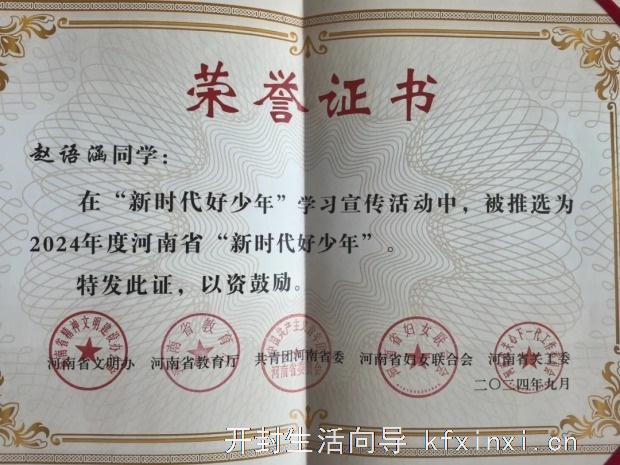 荣誉证书
赵语涵同学：
在“新时代好少年”学习宣传活动中，被推选为
2024年度河南省“新时代好少年”。
特发此证，以资鼓励。
河南省文明办 河南省教育厅 共青团河南省委 河南省妇女联合会 河南省关工委
二〇二四年九月
开封生活向导 kfxinxi.cn